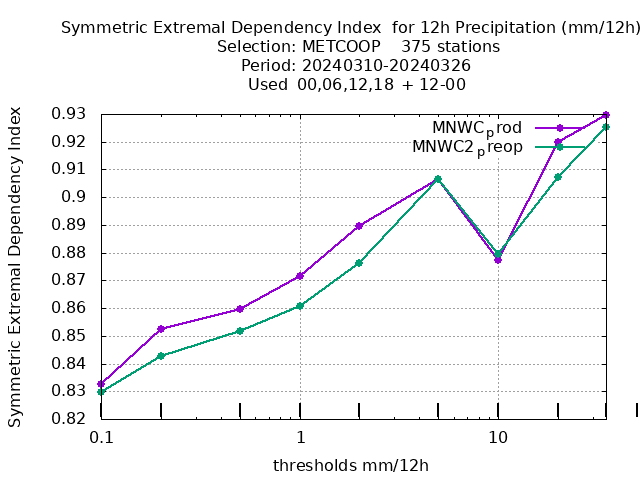 Symmetric Extremal Dependency Index for 12h Precipitation (mm/12h)
Selection: METCOOP 375 stations
Period: 20240310-20240326
Used 00,06,12,18 + 12-00
Symmetric Extremal Dependency Index
0.93
0.92
0.91
0.9
0.89
0.88
0.87
0.86
0.85
0.84
0.83
0.82
MNWCprod
MNWC2preop
0.1 1 10
thresholds mm/12h